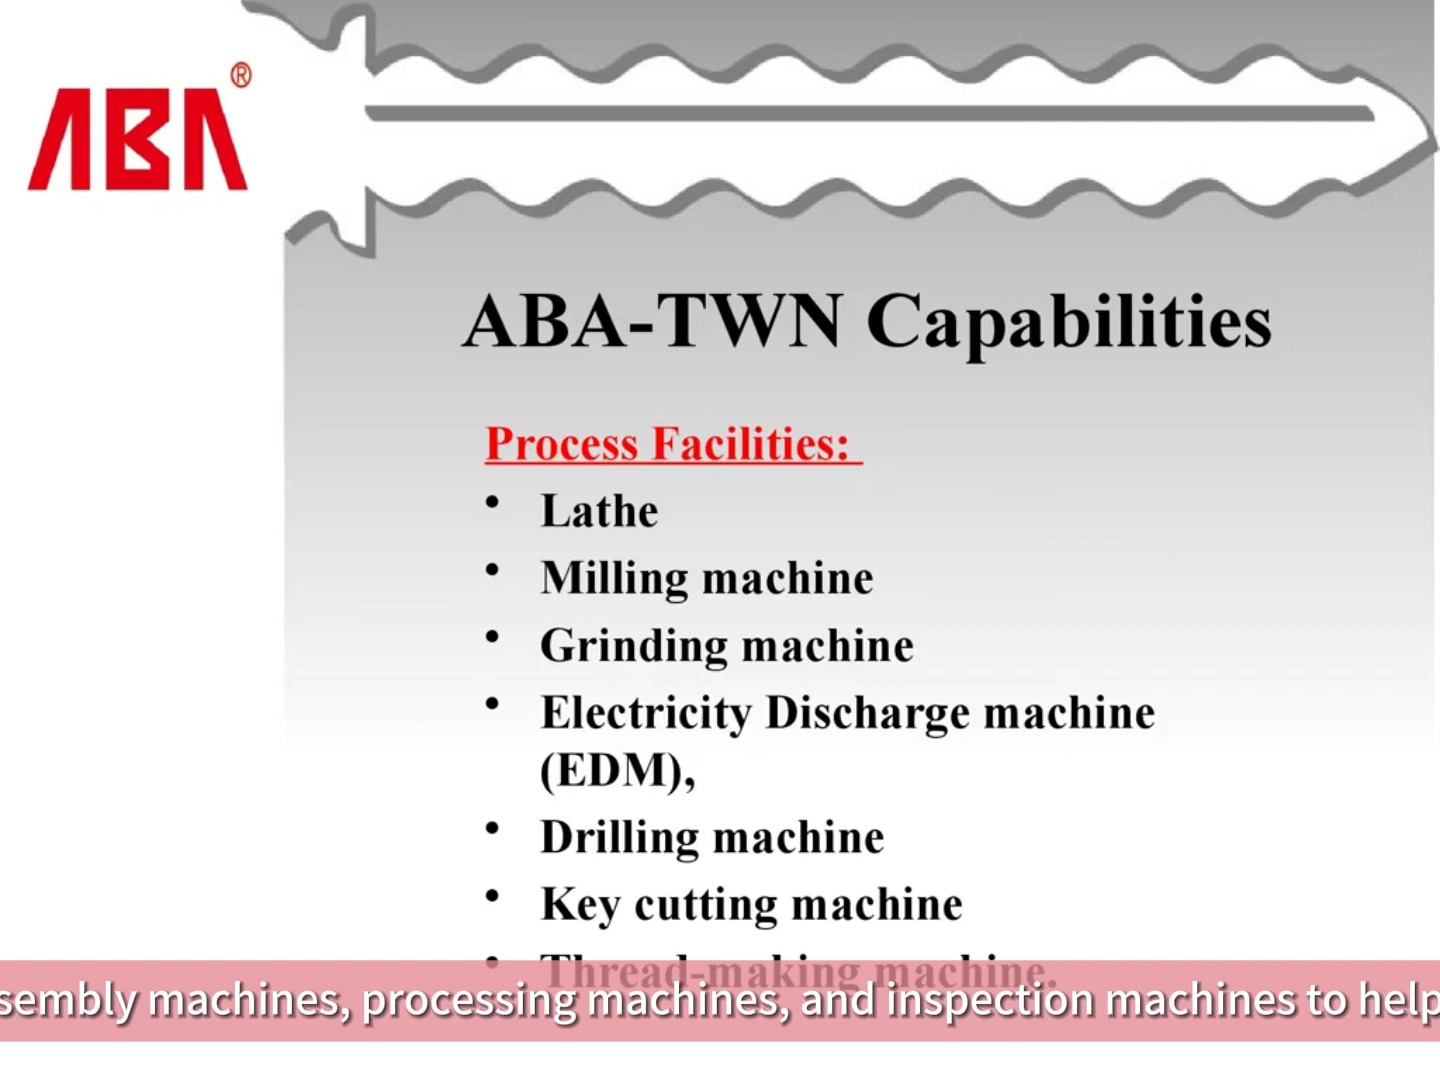 ABA®
ABA-TWN Capabilities
Process Facilities:
• Lathe
• Milling machine
• Grinding machine
• Electricity Discharge machine
(EDM),
• Drilling machine
• Key cutting machine
• Thread-making machine.
sembly machines, processing machines, and inspection machines to help